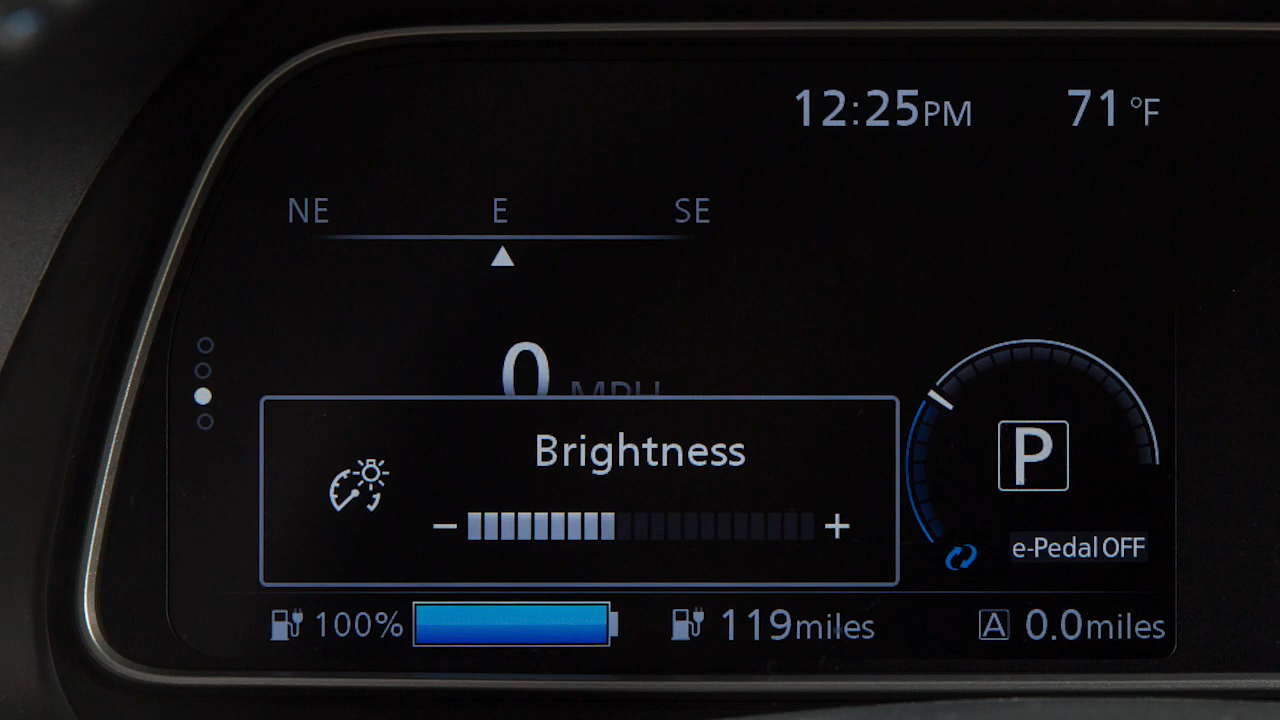 12:25PM 71°F
NE E SE
0 MPH
Brightness
− +
P
e-Pedal OFF
100% 119miles A 0.0miles